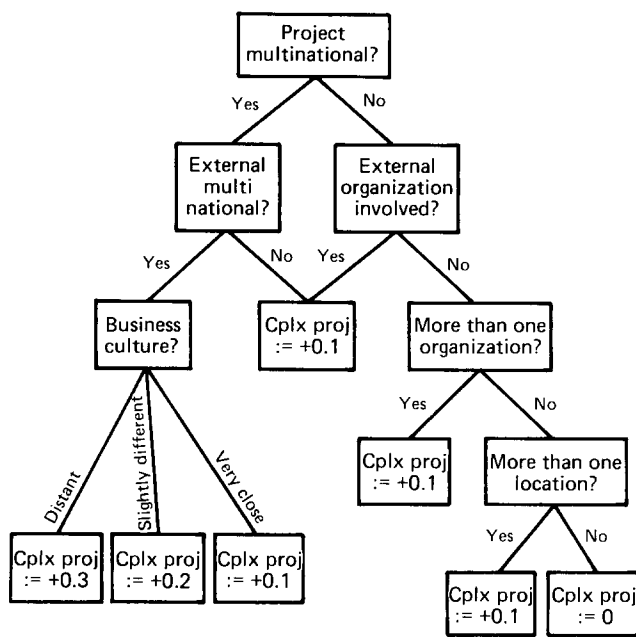 Project
multinational?
Yes
No
External
multi
national?
External
organization
involved?
Yes
No
Yes
No
Business
culture?
Cplx proj
:= +0.1
More than one
organization?
Distant
Slightly different
Very close
Yes
No
Cplx proj
:= +0.1
More than one
location?
Cplx proj
:= +0.3
Cplx proj
:= +0.2
Cplx proj
:= +0.1
Yes
No
Cplx proj
:= +0.1
Cplx proj
:= 0